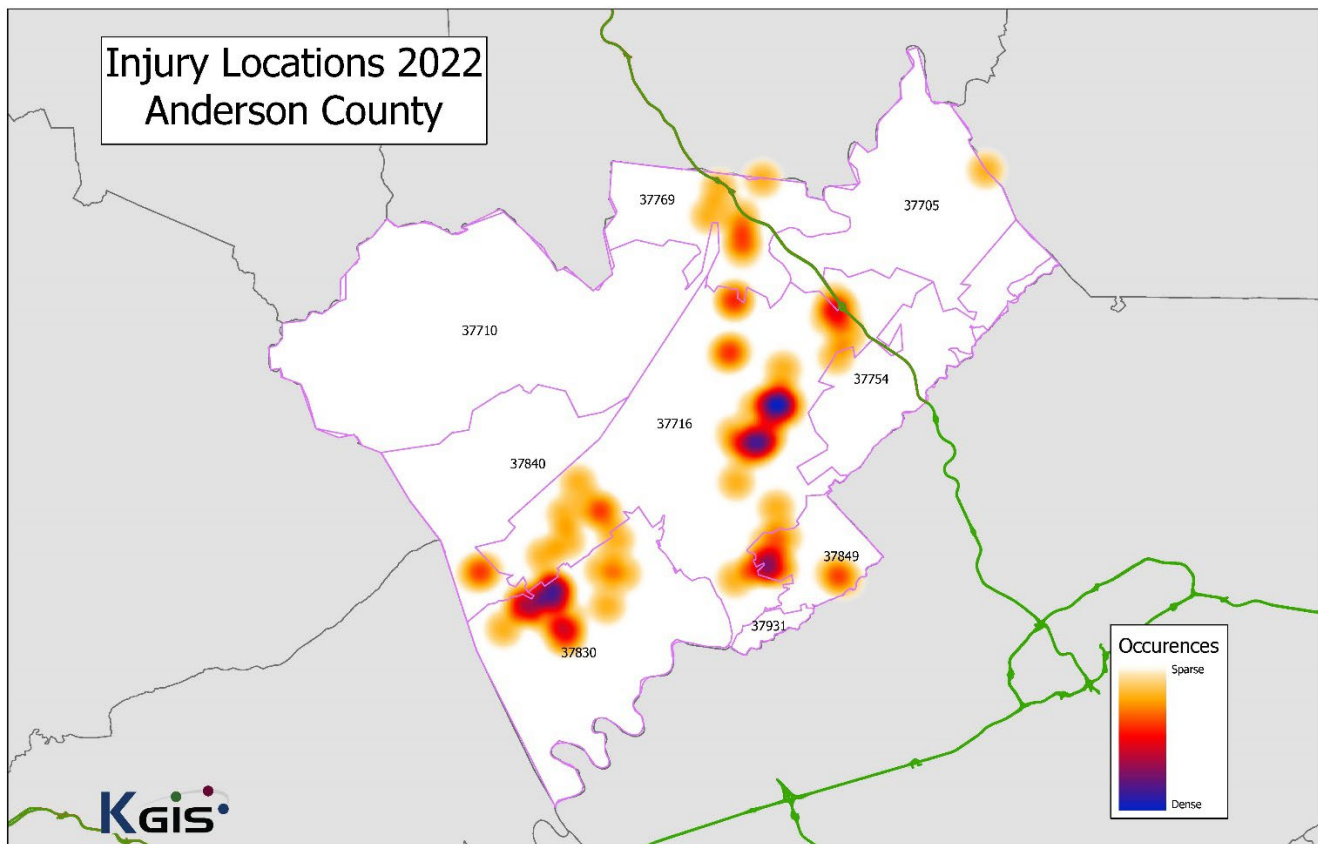 Injury Locations 2022
Anderson County
37769
37705
37710
37754
37716
37840
37849
37931
37830
Occurences
Sparse
Dense
KGIS